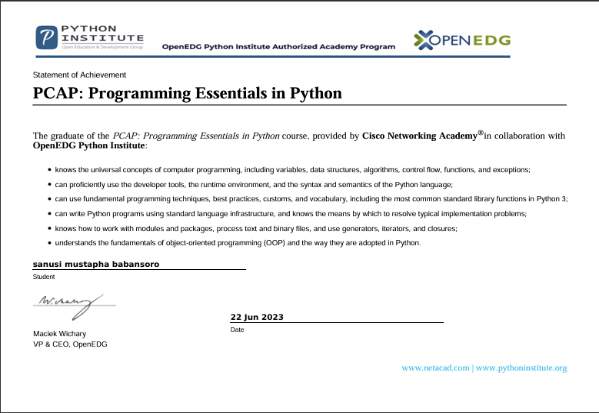 PYTHON
INSTITUTE
Open Education & Development Group
OpenEDG Python Institute Authorized Academy Program
OPENEDG
Statement of Achievement
PCAP: Programming Essentials in Python
The graduate of the PCAP: Programming Essentials in Python course, provided by Cisco Networking Academy® in collaboration with
OpenEDG Python Institute:
• knows the universal concepts of computer programming, including variables, data structures, algorithms, control flow, functions, and exceptions;
• can proficiently use the developer tools, the runtime environment, and the syntax and semantics of the Python language;
• can use fundamental programming techniques, best practices, customs, and vocabulary, including the most common standard library functions in Python 3;
• can write Python programs using standard language infrastructure, and knows the means by which to resolve typical implementation problems;
• knows how to work with modules and packages, process text and binary files, and use generators, iterators, and closures;
• understands the fundamentals of object-oriented programming (OOP) and the way they are adopted in Python.
sanusi mustapha babansoro
Student
W.Wichary
22 Jun 2023
Date
Maciek Wichary
VP & CEO, OpenEDG
www.netacad.com | www.pythoninstitute.org